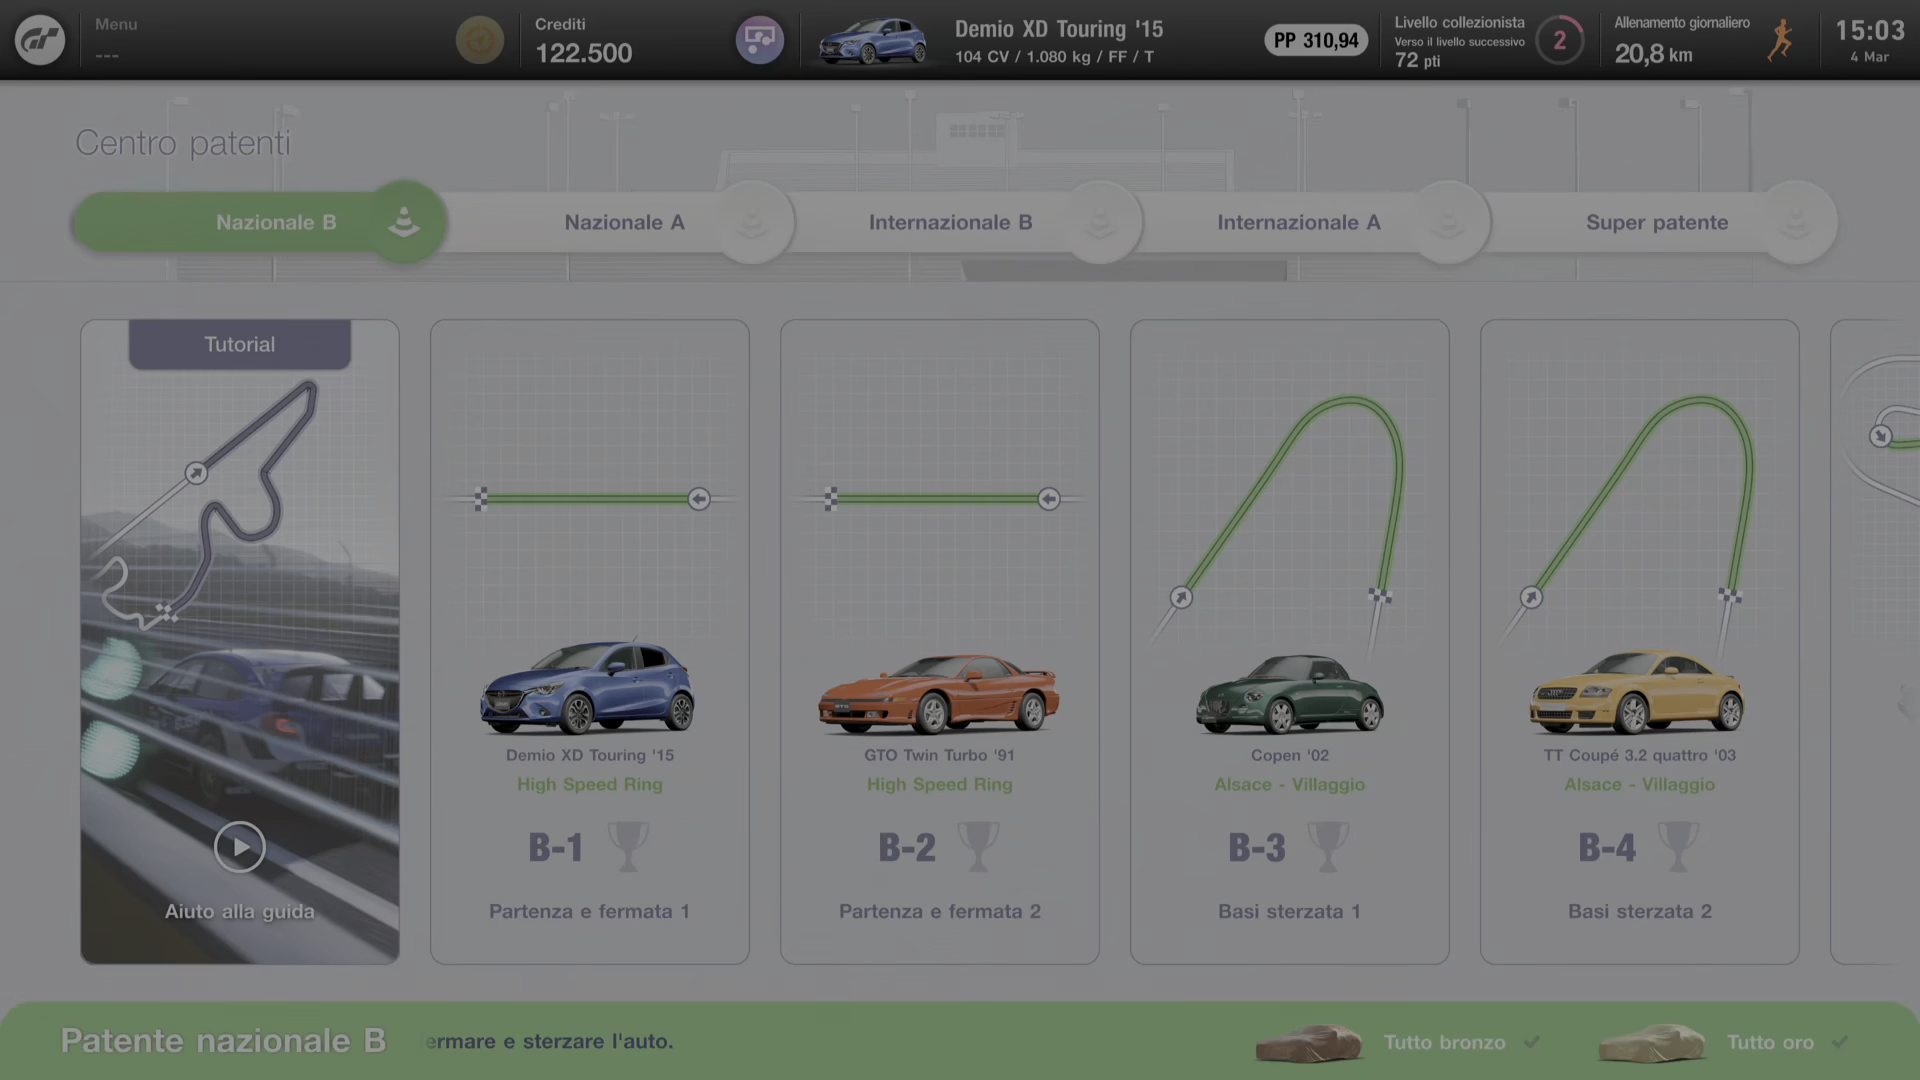 Menu
---
Crediti
122.500
Demio XD Touring '15
104 CV / 1.080 kg / FF / T
PP 310,94
Livello collezionista
Verso il livello successivo
72 pti
2
Allenamento giornaliero
20,8 km
15:03
4 Mar
Centro patenti
Nazionale B
Nazionale A
Internazionale B
Internazionale A
Super patente
Tutorial
Aiuto alla guida
Demio XD Touring '15
High Speed Ring
B-1
Partenza e fermata 1
GTO Twin Turbo '91
High Speed Ring
B-2
Partenza e fermata 2
Copen '02
Alsace - Villaggio
B-3
Basi sterzata 1
TT Coupé 3.2 quattro '03
Alsace - Villaggio
B-4
Basi sterzata 2
Patente nazionale B
ermare e sterzare l'auto.
Tutto bronzo
Tutto oro